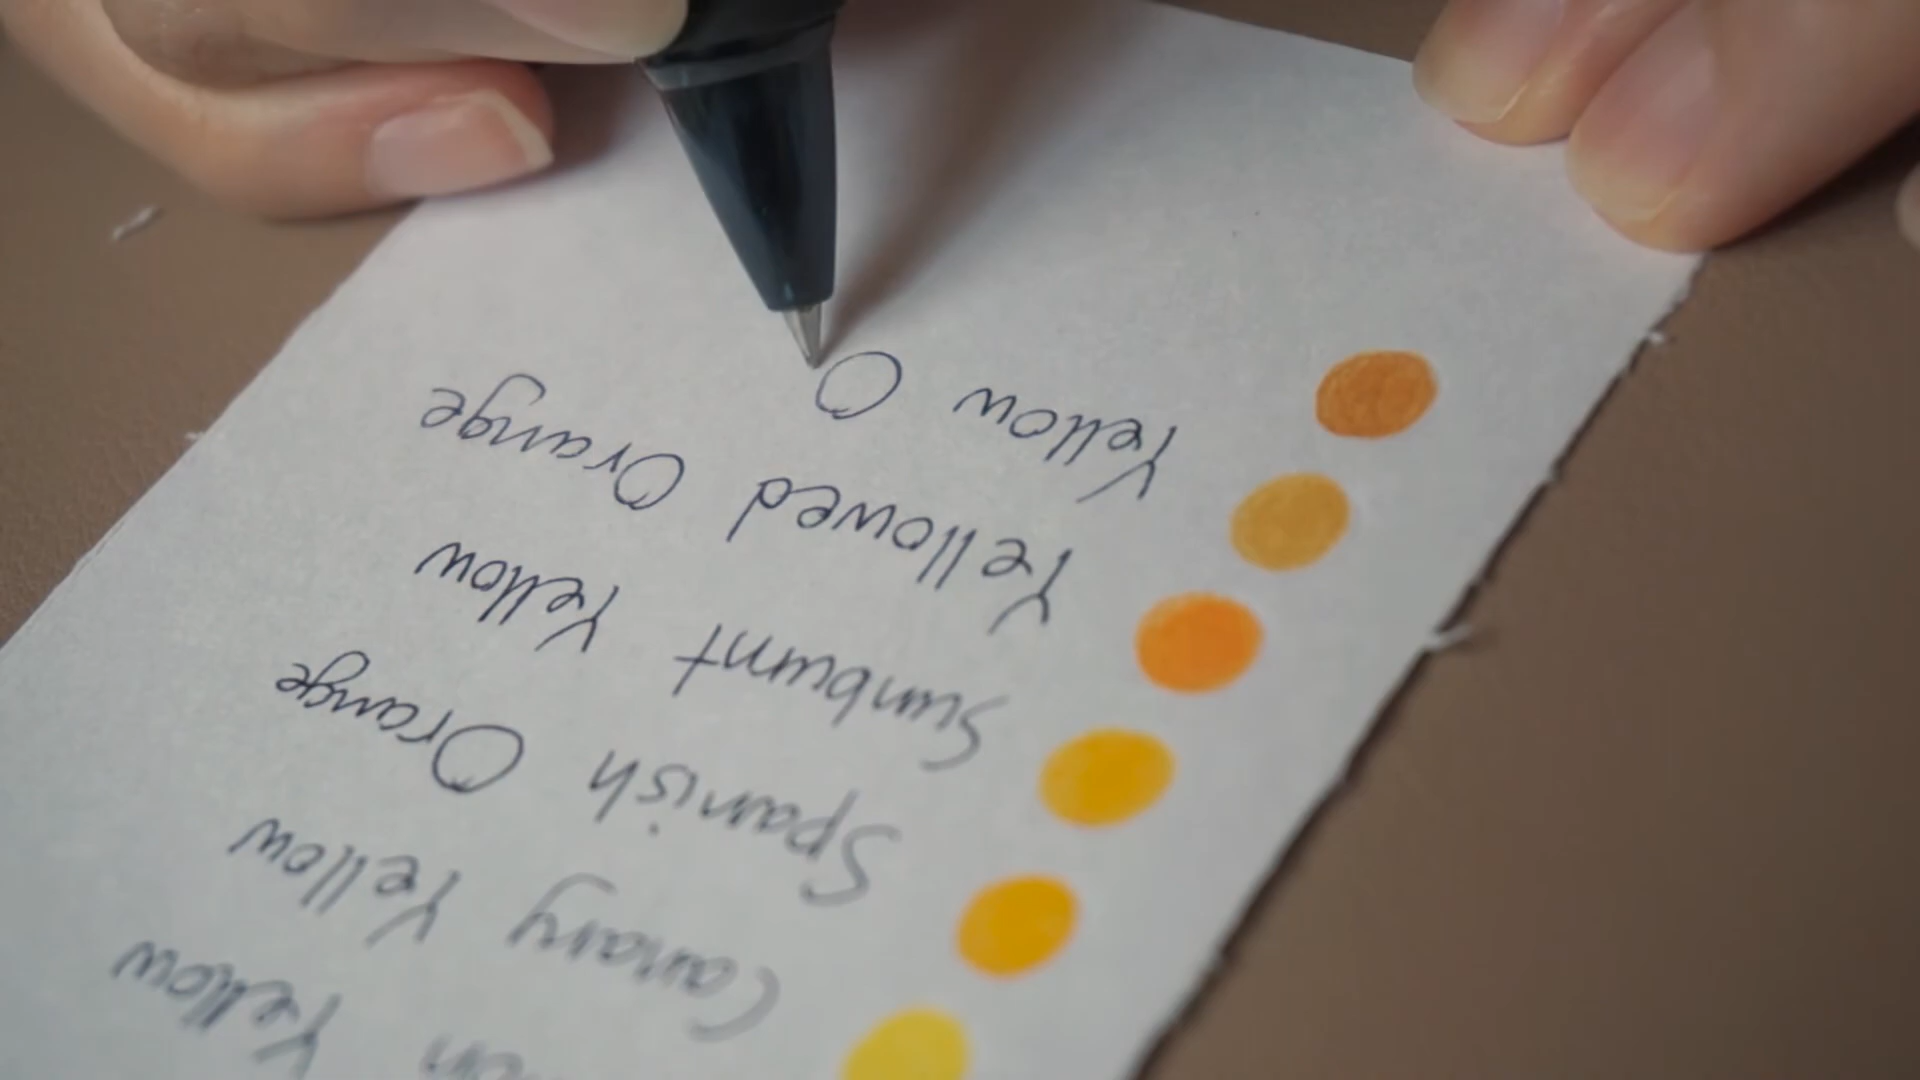 Yellow
Canary Yellow
Spanish Orange
Sunburnt Yellow
Yellowed Orange
Yellow O